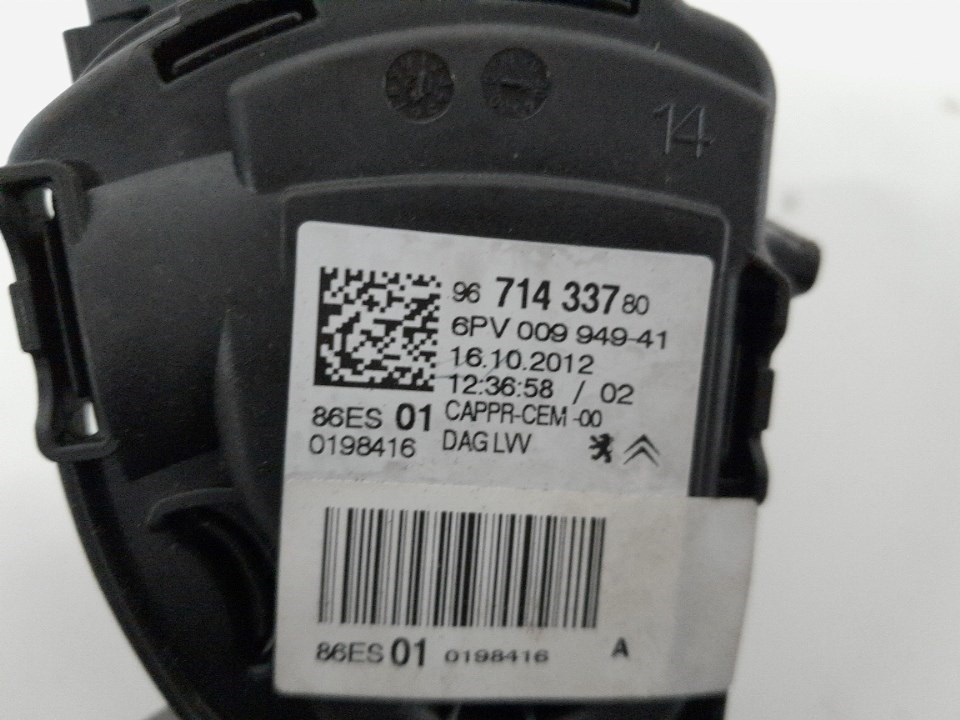 14
96 714 337 80
6PV 009 949-41
16.10.2012
12:36:58 / 02
86ES 01 CAPPR-CEM -00
0198416 DAG LVV
86ES 01 0198416 A